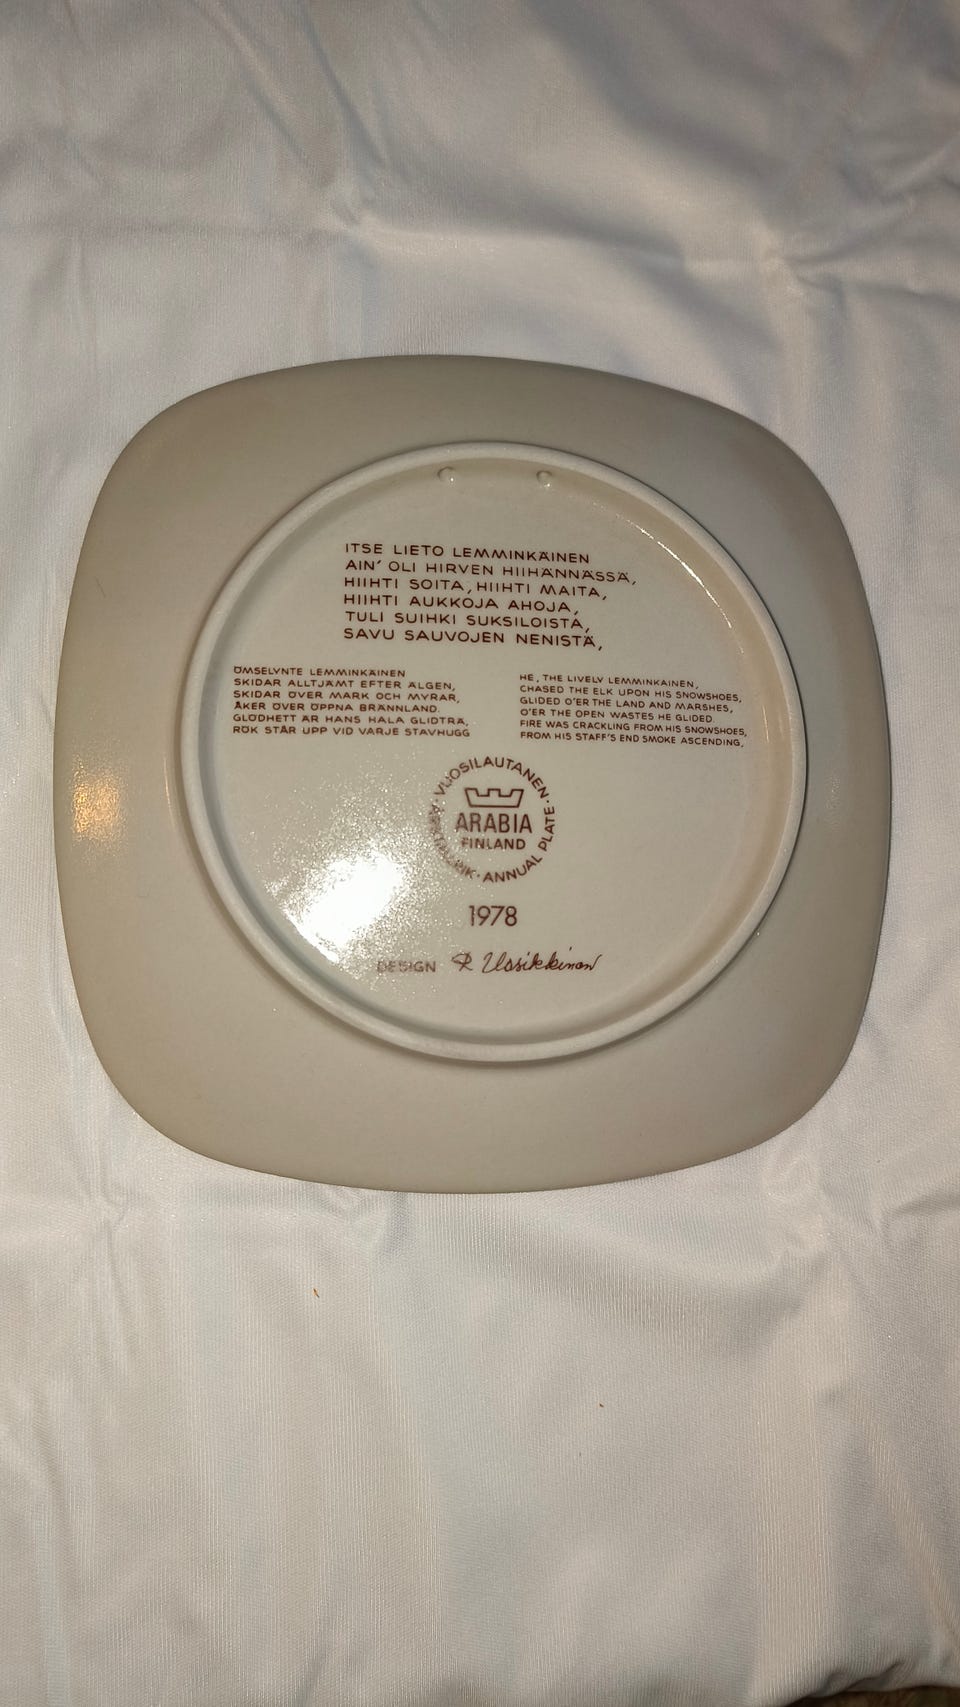 ITSE LIETO LEMMINKÄINEN
AIN' OLI HIRVEN HIIHÄNNÄSSÄ,
HIIHTI SOITA, HIIHTI MAITA,
HIIHTI AUKKOJA AHOJA,
TULI SUIHKI SUKSILOISTA,
SAVU SAUVOJEN NENISTÄ,
ÖMSELYNTE LEMMINKÄINEN
SKIDAR ALLTJÄMT EFTER ÄLGEN,
SKIDAR ÖVER MARK OCH MYRAR,
ÅKER ÖVER ÖPPNA BRÄNNLAND.
GLÖDHETT ÄR HANS HALA GLIDTRÄ,
RÖK STÅR UPP VID VARJE STAVHUGG
HE, THE LIVELY LEMMINKAINEN,
CHASED THE ELK UPON HIS SNOWSHOES,
GLIDED O'ER THE LAND AND MARSHES,
O'ER THE OPEN WASTES HE GLIDED.
FIRE WAS CRACKLING FROM HIS SNOWSHOES,
FROM HIS STAFF'S END SMOKE ASCENDING,
·VUOSILAUTANEN·
ANNUAL PLATE
ARABIA
FINLAND
1978
DESIGN R Uosikkinen